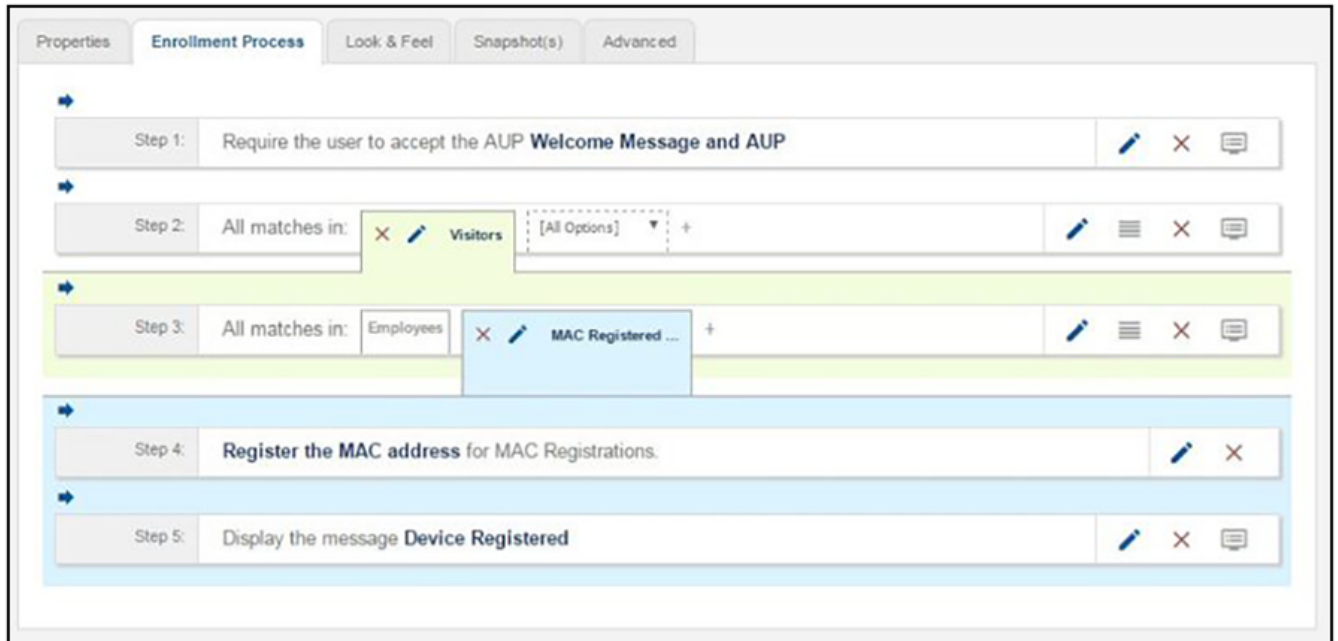 Properties Enrollment Process Look & Feel Snapshot(s) Advanced
Step 1: Require the user to accept the AUP Welcome Message and AUP
Step 2: All matches in: Visitors [All Options]
Step 3: All matches in: Employees MAC Registered ...
Step 4: Register the MAC address for MAC Registrations.
Step 5: Display the message Device Registered